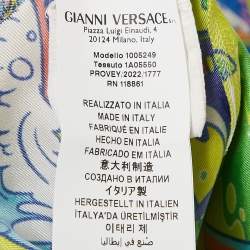 GIANNI VERSACE S.r.l.
Piazza Luigi Einaudi, 4
20124 Milano, Italy
Modello 1005249
Tessuto 1A05550
PROVEY/2022/1777
RN 118861
REALIZZATO IN ITALIA
MADE IN ITALY
FABRIQUÉ EN ITALIE
HECHO EN ITALIA
FABRICADO EM ITÁLIA
意大利制造
СОЗДАНО В ИТАЛИИ
イタリア製
HERGESTELLT IN ITALIEN
İTALYA'DA ÜRETİLMİŞTİR
이태리 제
صنع في إيطاليا